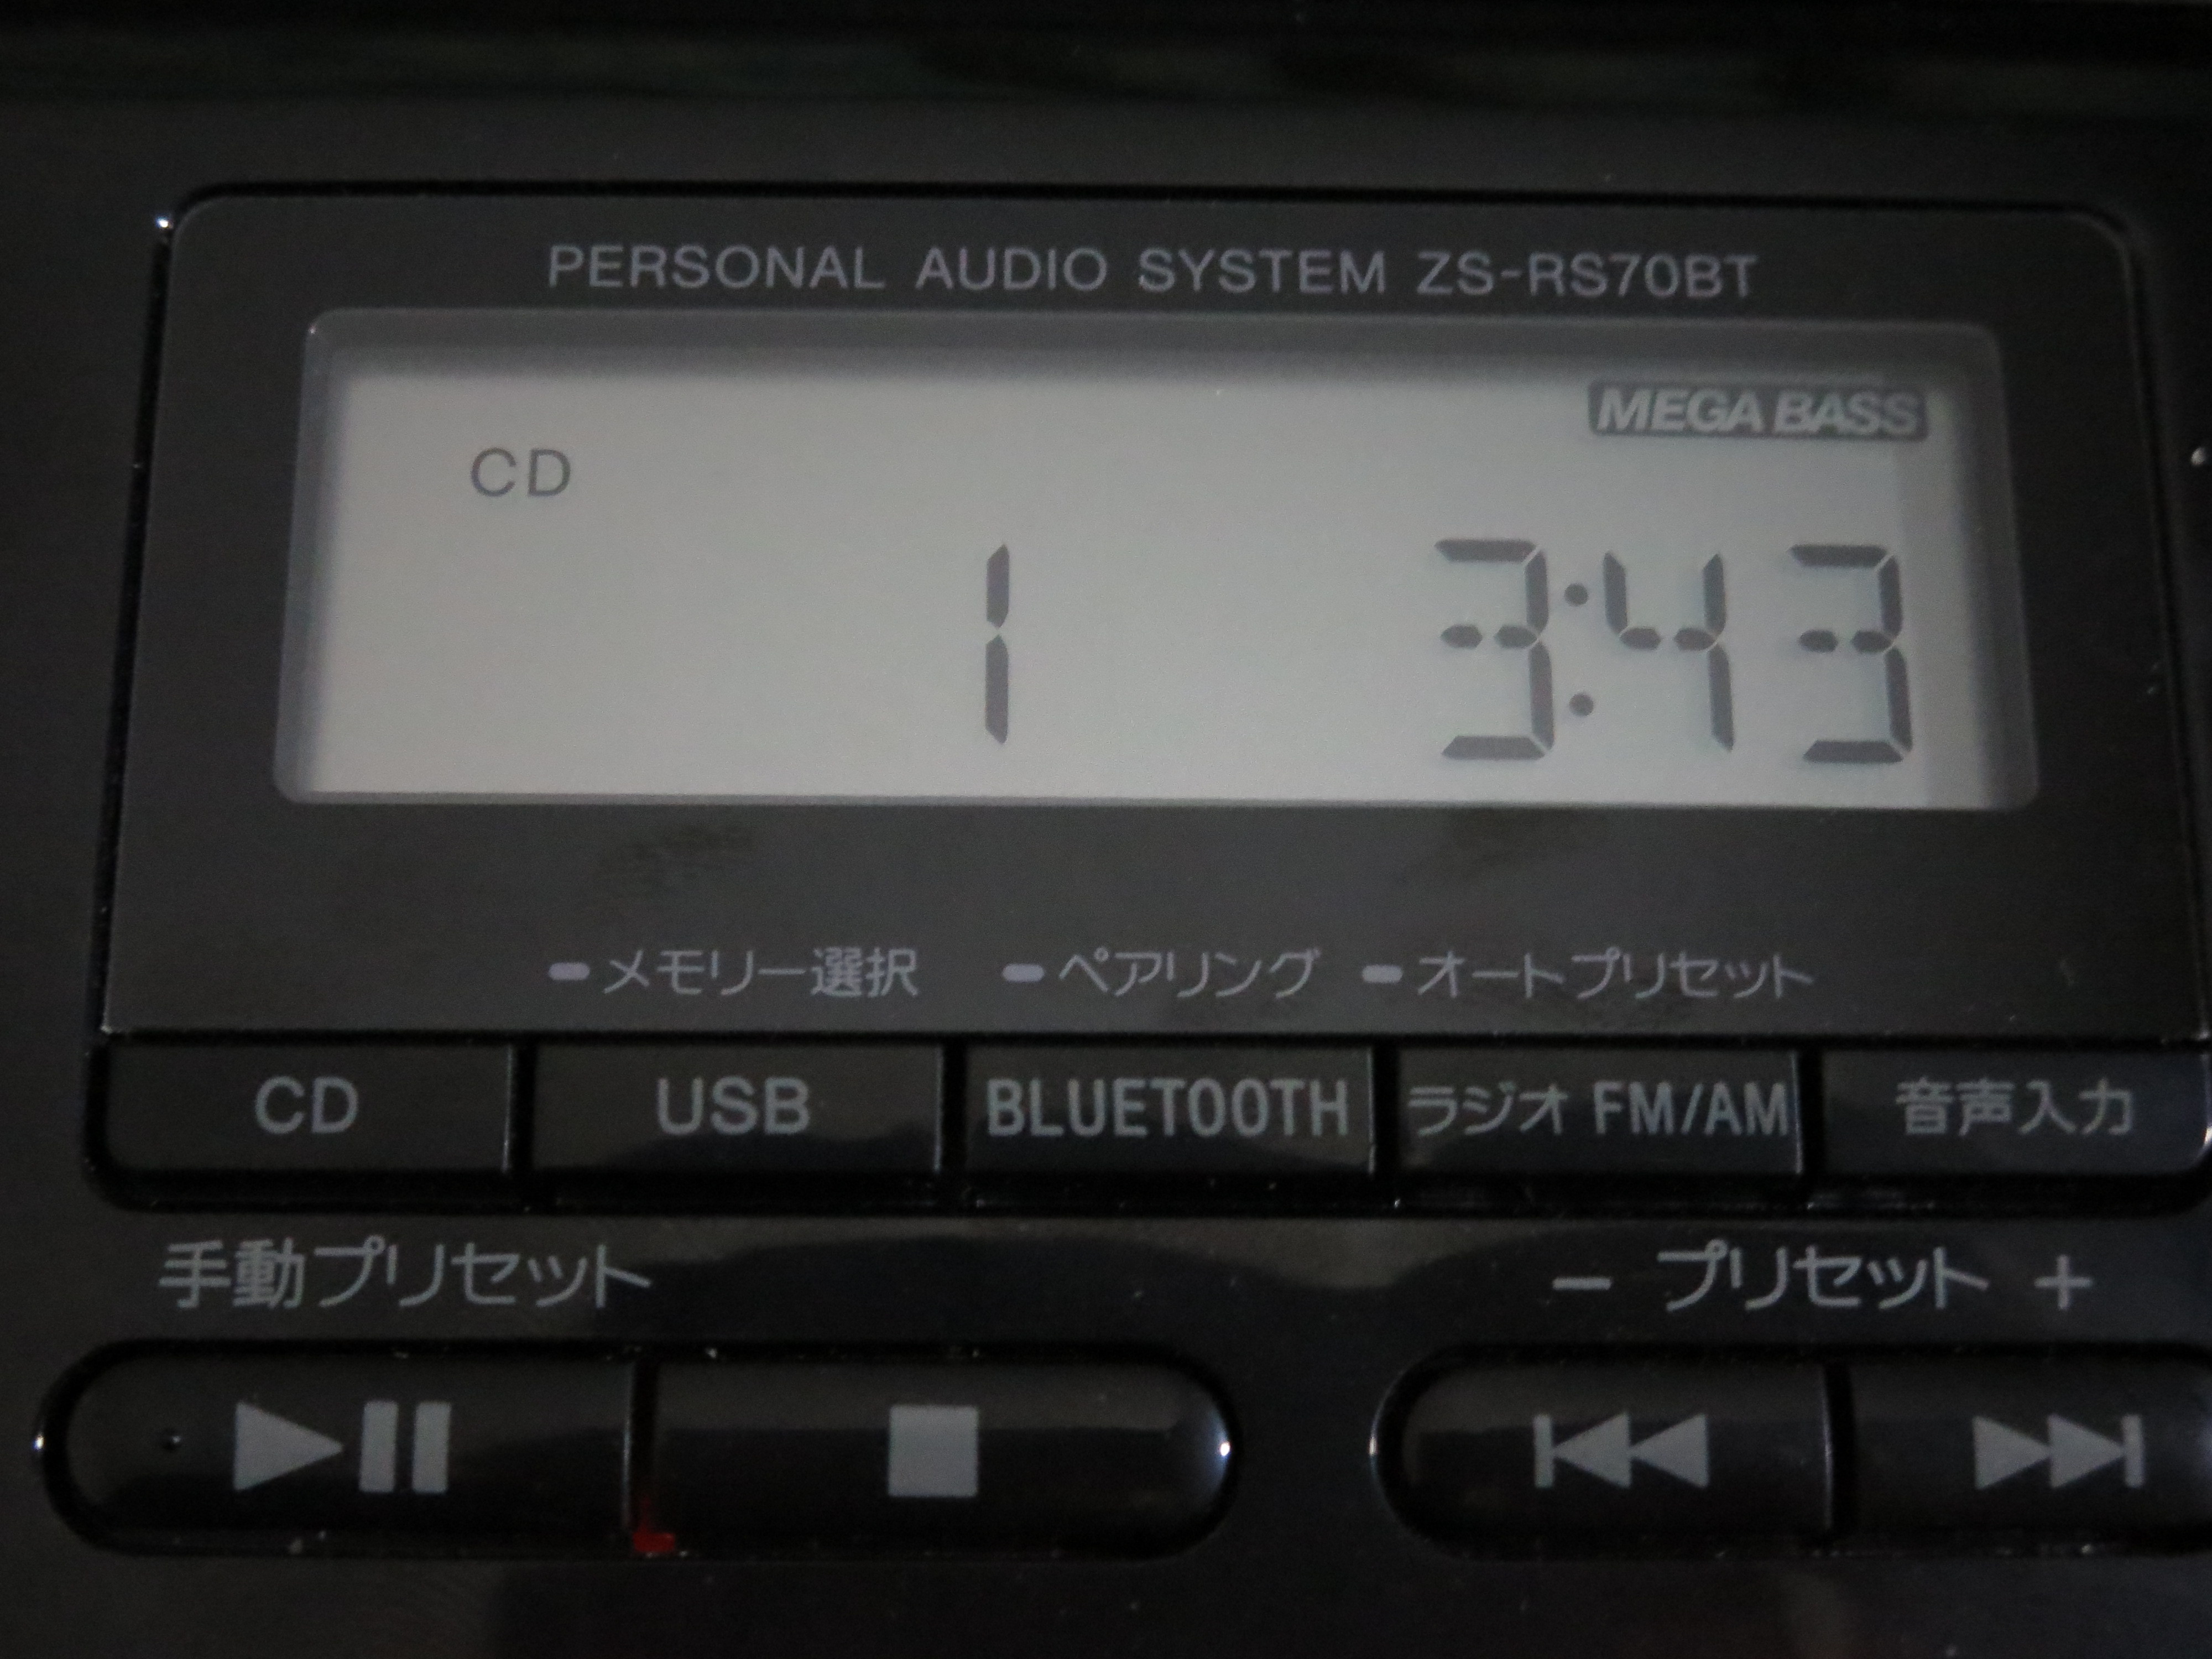 PERSONAL AUDIO SYSTEM ZS-RS70BT
MEGA BASS
CD
1 3:43
メモリー選択 ペアリング オートプリセット
CD USB BLUETOOTH ラジオ FM/AM 音声入力
手動プリセット − プリセット +